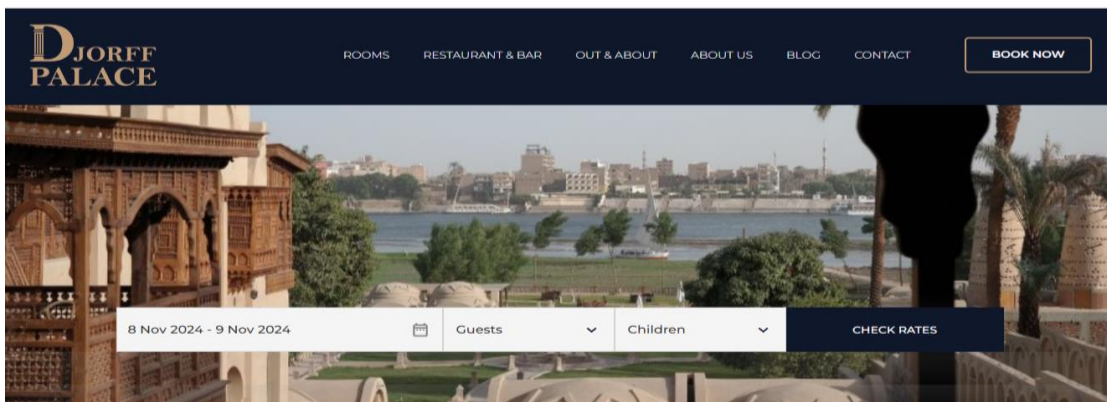 DJORFF
PALACE
ROOMS RESTAURANT & BAR OUT & ABOUT ABOUT US BLOG CONTACT BOOK NOW
8 Nov 2024 - 9 Nov 2024 Guests Children CHECK RATES